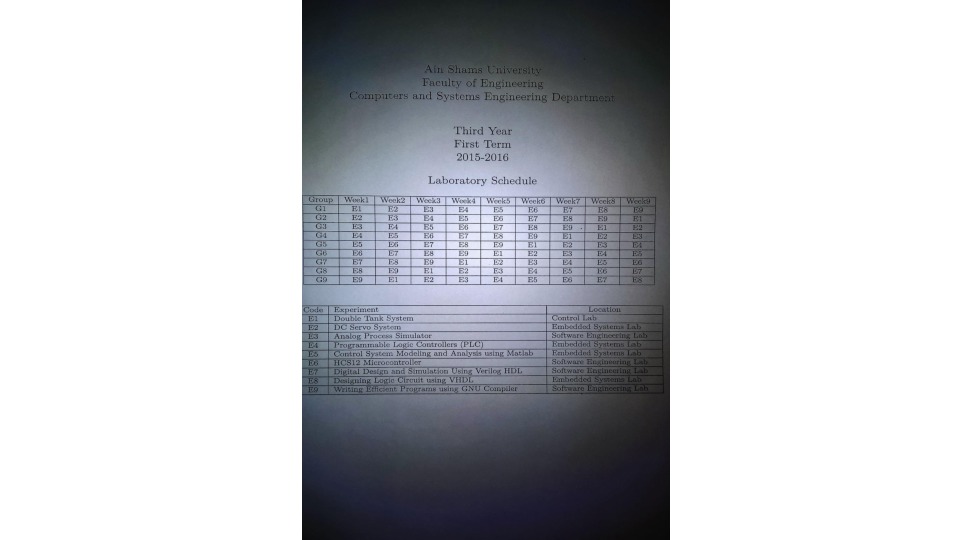 Ain Shams University
Faculty of Engineering
Computers and Systems Engineering Department
Third Year
First Term
2015-2016
Laboratory Schedule
Group Week1 Week2 Week3 Week4 Week5 Week6 Week7 Week8 Week9
G1 E1 E2 E3 E4 E5 E6 E7 E8 E9
G2 E2 E3 E4 E5 E6 E7 E8 E9 E1
G3 E3 E4 E5 E6 E7 E8 E9 E1 E2
G4 E4 E5 E6 E7 E8 E9 E1 E2 E3
G5 E5 E6 E7 E8 E9 E1 E2 E3 E4
G6 E6 E7 E8 E9 E1 E2 E3 E4 E5
G7 E7 E8 E9 E1 E2 E3 E4 E5 E6
G8 E8 E9 E1 E2 E3 E4 E5 E6 E7
G9 E9 E1 E2 E3 E4 E5 E6 E7 E8
Code Experiment Location
E1 Double Tank System Control Lab
E2 DC Servo System Embedded Systems Lab
E3 Analog Process Simulator Software Engineering Lab
E4 Programmable Logic Controllers (PLC) Embedded Systems Lab
E5 Control System Modeling and Analysis using Matlab Embedded Systems Lab
E6 HCS12 Microcontroller Software Engineering Lab
E7 Digital Design and Simulation Using Verilog HDL Software Engineering Lab
E8 Designing Logic Circuit using VHDL Embedded Systems Lab
E9 Writing Efficient Programs using GNU Compiler Software Engineering Lab